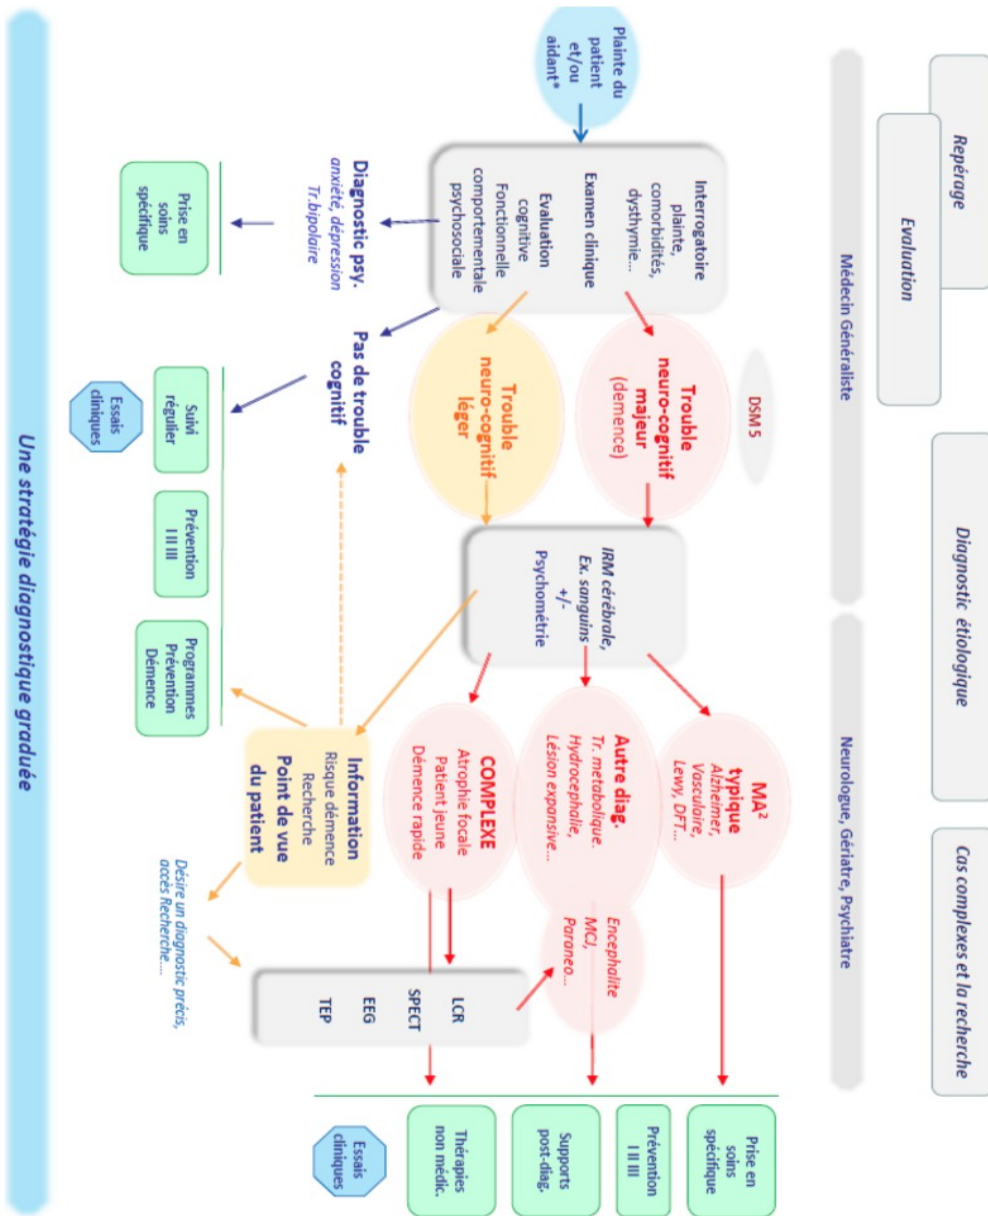 Repérage
Evaluation
Diagnostic étiologique
Cas complexes et la recherche
Médecin Généraliste
Neurologue, Gériatre, Psychiatre
Plainte du
patient
et/ou
aidant*
Interrogatoire
plainte,
comorbidités,
dysthymie...
Examen clinique
Evaluation
cognitive
Fonctionnelle
comportementale
psychosociale
DSM 5
Trouble
neuro-cognitif
majeur
(demence)
Trouble
neuro-cognitif
léger
IRM cérébrale,
Ex. sanguins
+/-
Psychométrie
MA²
typique
Alzheimer,
Vasculaire,
Lewy, DFT...
Autre diag.
Tr. metabolique.
Hydrocephalie,
Lésion expansive...
COMPLEXE
Atrophie focale
Patient jeune
Démence rapide
Encephalite
MCJ,
Paraneo...
LCR
SPECT
EEG
TEP
Prise en
soins
spécifique
Prévention
I II III
Supports
post-diag.
Thérapies
non médic.
Essais
cliniques
Diagnostic psy.
anxiété, dépression
Tr.bipolaire
Pas de trouble
cognitif
Information
Risque démence
Recherche
Point de vue
du patient
Désire un diagnostic précis,
accès Recherche....
Prise en
soins
spécifique
Suivi
régulier
Prévention
I II III
Programmes
Prévention
Démence
Essais
cliniques
Une stratégie diagnostique graduée